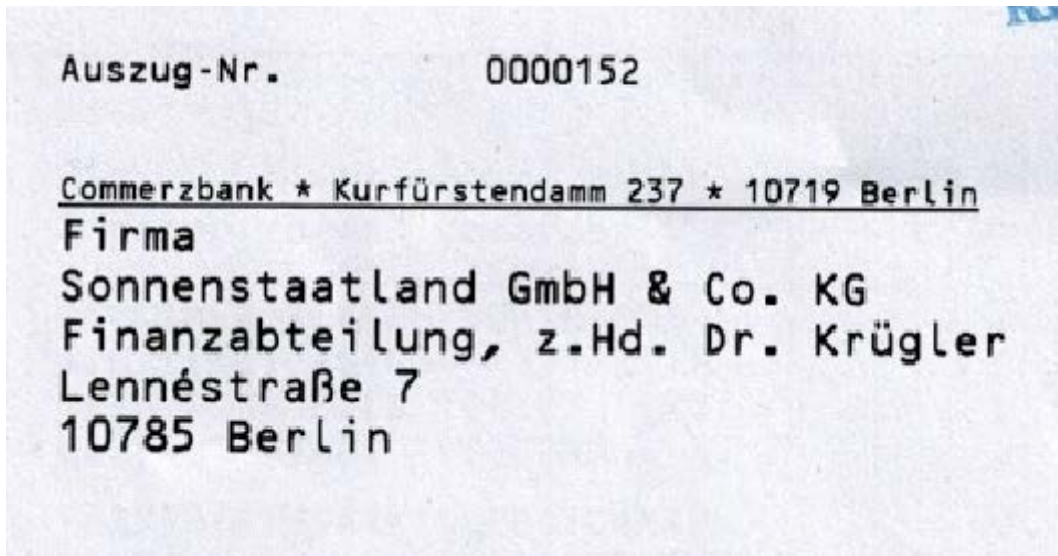 Auszug-Nr. 0000152
Commerzbank * Kurfürstendamm 237 * 10719 Berlin
Firma
Sonnenstaatland GmbH & Co. KG
Finanzabteilung, z.Hd. Dr. Krügler
Lennéstraße 7
10785 Berlin